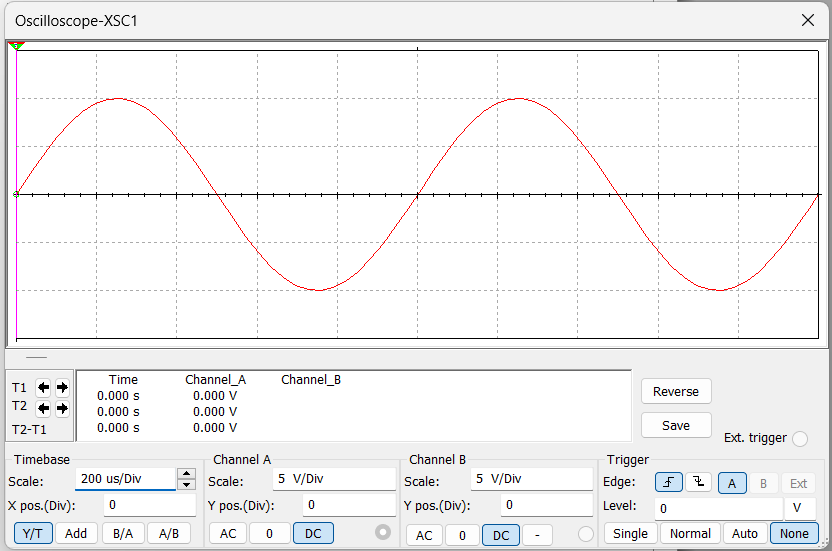 Oscilloscope-XSC1
Time Channel_A Channel_B
T1 0.000 s 0.000 V
T2 0.000 s 0.000 V
T2-T1 0.000 s 0.000 V
Reverse
Save
Ext. trigger
Timebase
Scale: 200 us/Div
X pos.(Div): 0
Y/T Add B/A A/B
Channel A
Scale: 5 V/Div
Y pos.(Div): 0
AC 0 DC
Channel B
Scale: 5 V/Div
Y pos.(Div): 0
AC 0 DC -
Trigger
Edge: A B Ext
Level: 0 V
Single Normal Auto None